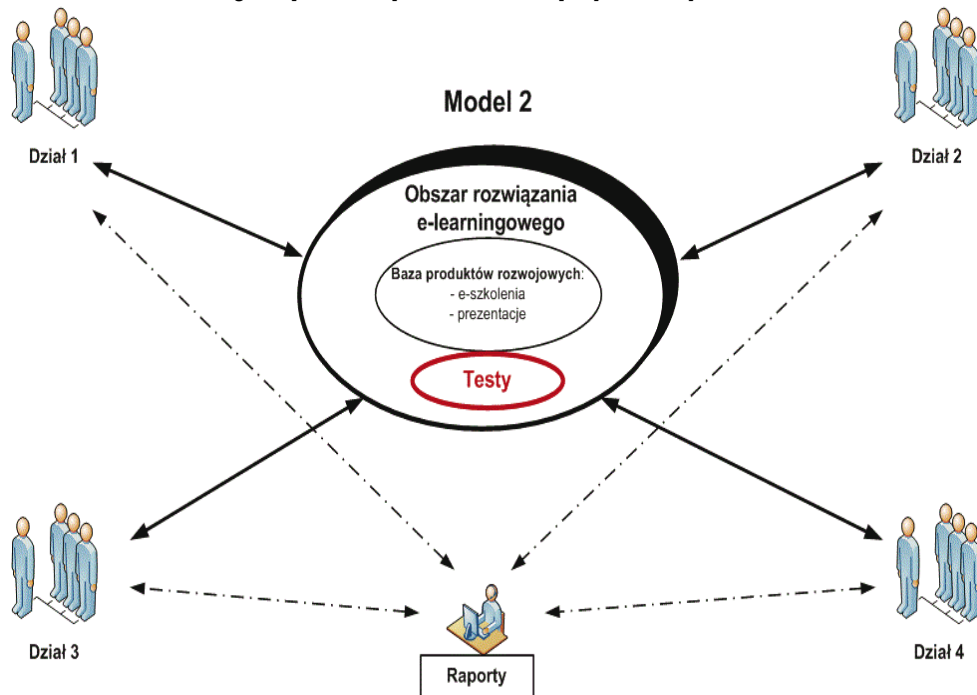 Model 2
Dział 1
Dział 2
Obszar rozwiązania
e-learningowego
Baza produktów rozwojowych:
- e-szkolenia
- prezentacje
Testy
Dział 3
Dział 4
Raporty